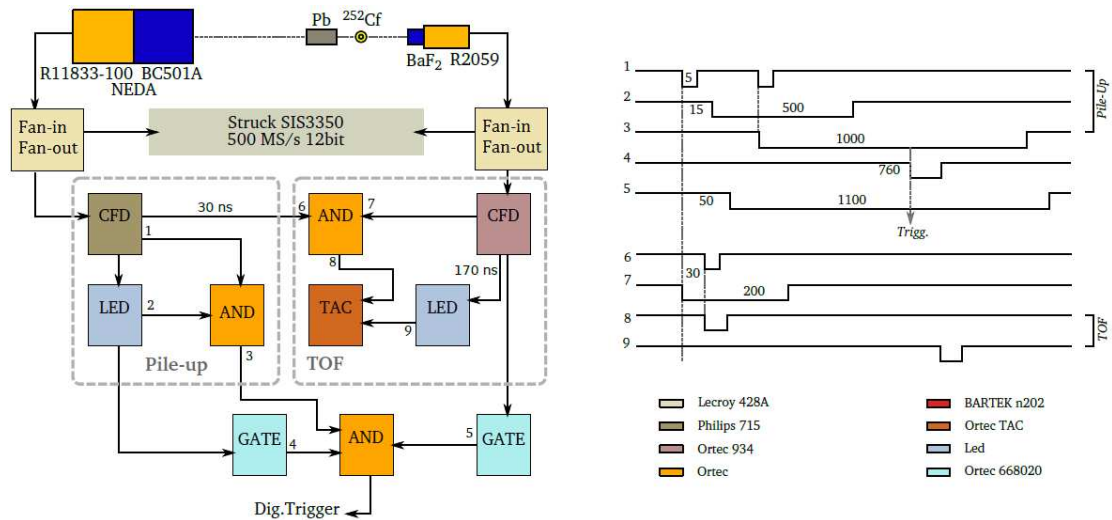 Pb ²⁵²Cf
BaF₂ R2059
R11833-100 BC501A
NEDA
Fan-in
Fan-out
Struck SIS3350
500 MS/s 12bit
Fan-in
Fan-out
CFD
30 ns
6
AND
7
CFD
1
8
170 ns
LED
2
AND
TAC
9
LED
3
Pile-up
TOF
GATE
4
AND
5
GATE
Dig.Trigger
1
5
2
15
500
3
1000
4
760
5
50
1100
Trigg.
Pile-Up
6
7
30
200
8
9
TOF
Lecroy 428A
Philips 715
Ortec 934
Ortec
BARTEK n202
Ortec TAC
Led
Ortec 668020